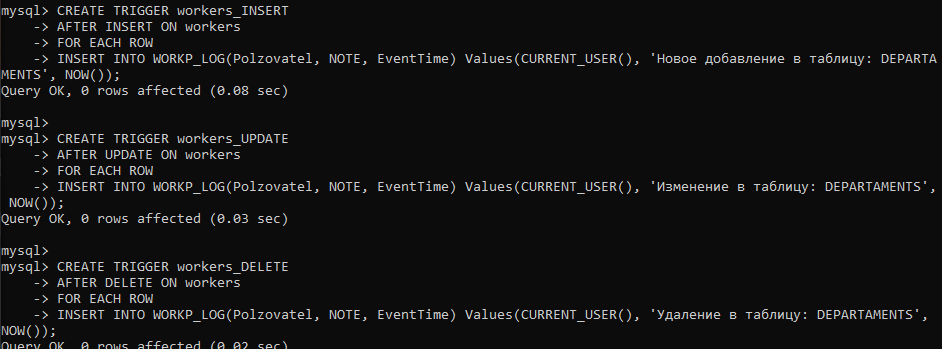 mysql> CREATE TRIGGER workers_INSERT
    -> AFTER INSERT ON workers
    -> FOR EACH ROW
    -> INSERT INTO WORKP_LOG(Polzovatel, NOTE, EventTime) Values(CURRENT_USER(), 'Новое добавление в таблицу: DEPARTA
MENTS', NOW());
Query OK, 0 rows affected (0.08 sec)
mysql>
mysql> CREATE TRIGGER workers_UPDATE
    -> AFTER UPDATE ON workers
    -> FOR EACH ROW
    -> INSERT INTO WORKP_LOG(Polzovatel, NOTE, EventTime) Values(CURRENT_USER(), 'Изменение в таблицу: DEPARTAMENTS',
 NOW());
Query OK, 0 rows affected (0.03 sec)
mysql>
mysql> CREATE TRIGGER workers_DELETE
    -> AFTER DELETE ON workers
    -> FOR EACH ROW
    -> INSERT INTO WORKP_LOG(Polzovatel, NOTE, EventTime) Values(CURRENT_USER(), 'Удаление в таблицу: DEPARTAMENTS',
NOW());
Query OK, 0 rows affected (0.02 sec)